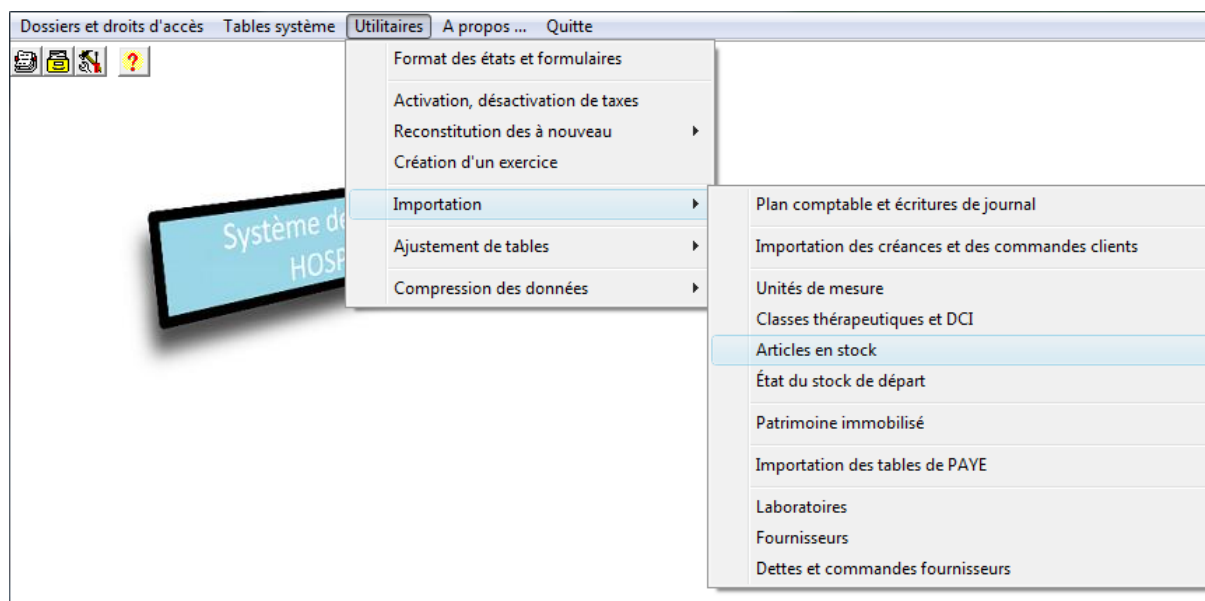 Dossiers et droits d'accès Tables système Utilitaires A propos ... Quitte
?
Format des états et formulaires
Activation, désactivation de taxes
Reconstitution des à nouveau
Création d'un exercice
Importation
Ajustement de tables
Compression des données
Plan comptable et écritures de journal
Importation des créances et des commandes clients
Unités de mesure
Classes thérapeutiques et DCI
Articles en stock
État du stock de départ
Patrimoine immobilisé
Importation des tables de PAYE
Laboratoires
Fournisseurs
Dettes et commandes fournisseurs
Système de